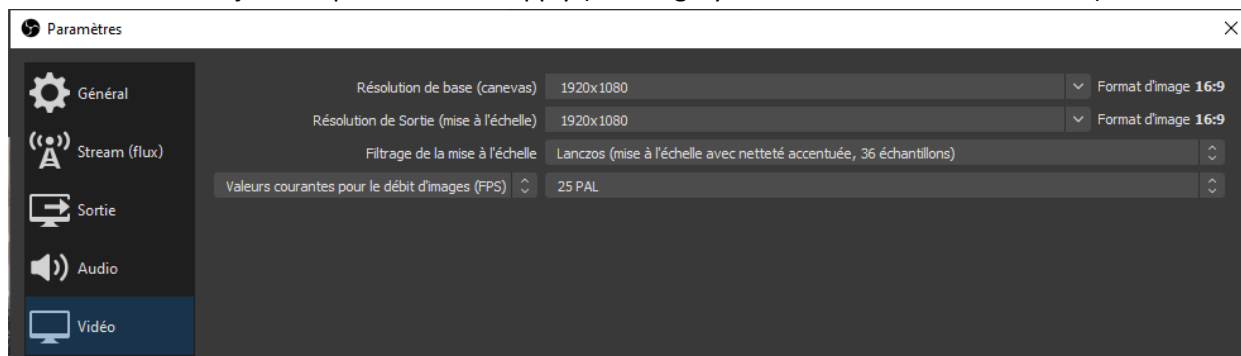 Paramètres
Général
Stream (flux)
Sortie
Audio
Vidéo
Résolution de base (canevas) 1920x1080 Format d'image 16:9
Résolution de Sortie (mise à l'échelle) 1920x1080 Format d'image 16:9
Filtrage de la mise à l'échelle Lanczos (mise à l'échelle avec netteté accentuée, 36 échantillons)
Valeurs courantes pour le débit d'images (FPS) 25 PAL